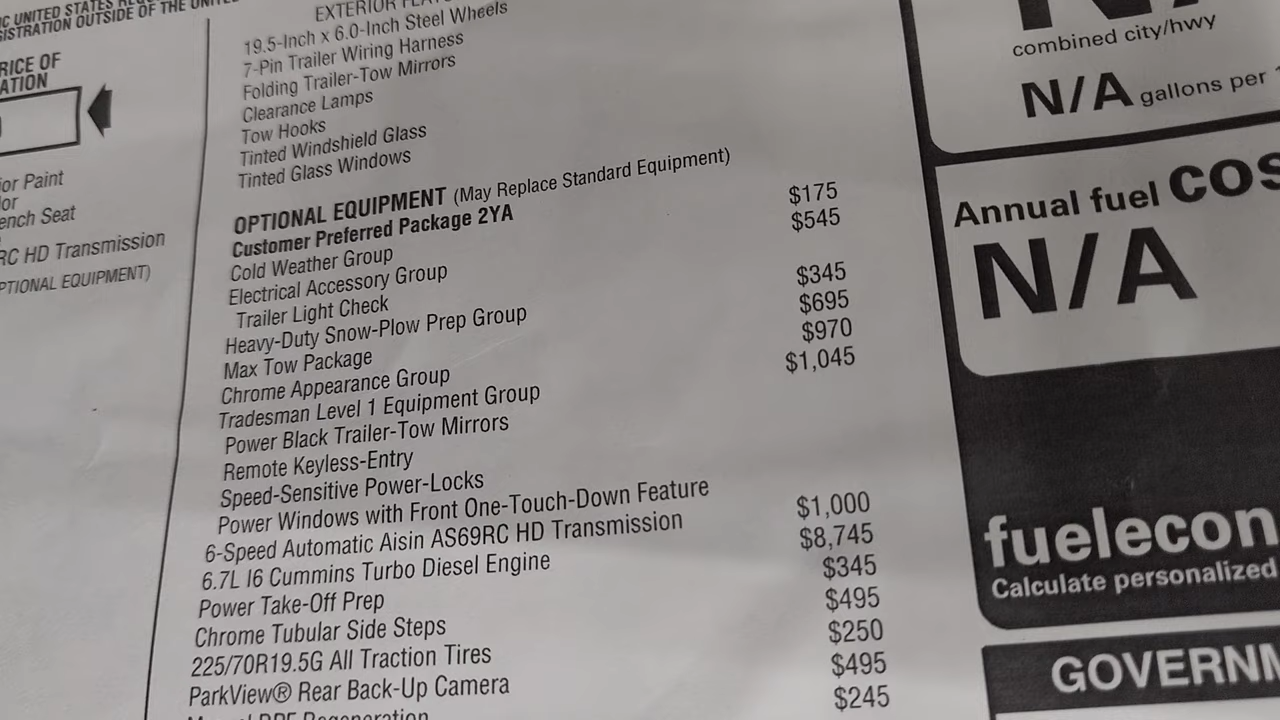 IC UNITED STATES
ISTRATION OUTSIDE OF THE
RICE OF
ATION
ior Paint
lor
ench Seat
RC HD Transmission
PTIONAL EQUIPMENT)
EXTERIOR
19.5-Inch x 6.0-Inch Steel Wheels
7-Pin Trailer Wiring Harness
Folding Trailer-Tow Mirrors
Clearance Lamps
Tow Hooks
Tinted Windshield Glass
Tinted Glass Windows
OPTIONAL EQUIPMENT (May Replace Standard Equipment)
Customer Preferred Package 2YA
Cold Weather Group $175
Electrical Accessory Group $545
Trailer Light Check
Heavy-Duty Snow-Plow Prep Group $345
Max Tow Package $695
Chrome Appearance Group $970
Tradesman Level 1 Equipment Group $1,045
Power Black Trailer-Tow Mirrors
Remote Keyless-Entry
Speed-Sensitive Power-Locks
Power Windows with Front One-Touch-Down Feature
6-Speed Automatic Aisin AS69RC HD Transmission $1,000
6.7L I6 Cummins Turbo Diesel Engine $8,745
Power Take-Off Prep $345
Chrome Tubular Side Steps $495
225/70R19.5G All Traction Tires $250
ParkView® Rear Back-Up Camera $495
Manual DPF Regeneration $245
combined city/hwy
N/A gallons per 1
Annual fuel cos
N/A
fuelecon
Calculate personalized
GOVERNM